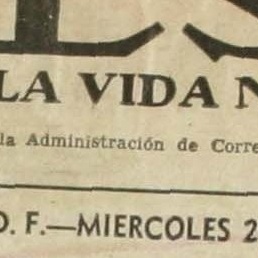 LA VIDA N
la Administración de Corre
D. F.—MIERCOLES 2